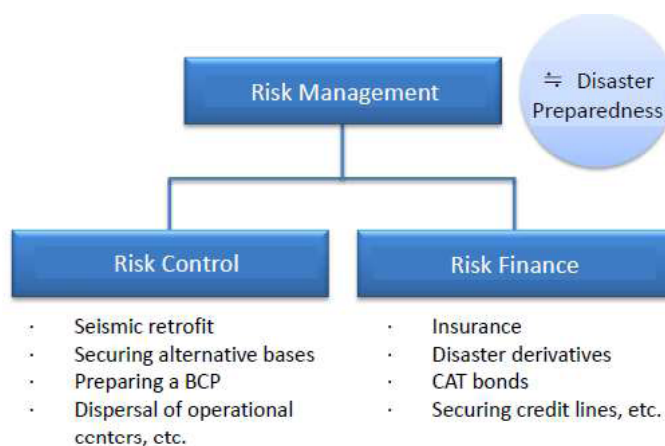 Risk Management
≒ Disaster
Preparedness
Risk Control
Risk Finance
· Seismic retrofit
· Securing alternative bases
· Preparing a BCP
· Dispersal of operational
centers, etc.
· Insurance
· Disaster derivatives
· CAT bonds
· Securing credit lines, etc.